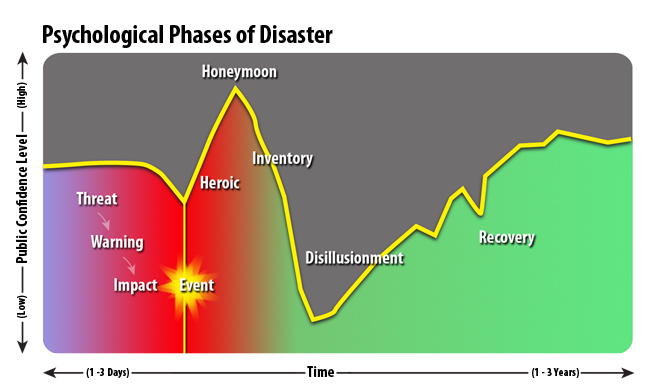 Psychological Phases of Disaster
Public Confidence Level
(High)
(Low)
Honeymoon
Inventory
Heroic
Threat
Warning
Impact
Event
Disillusionment
Recovery
(1 -3 Days)
Time
(1 - 3 Years)